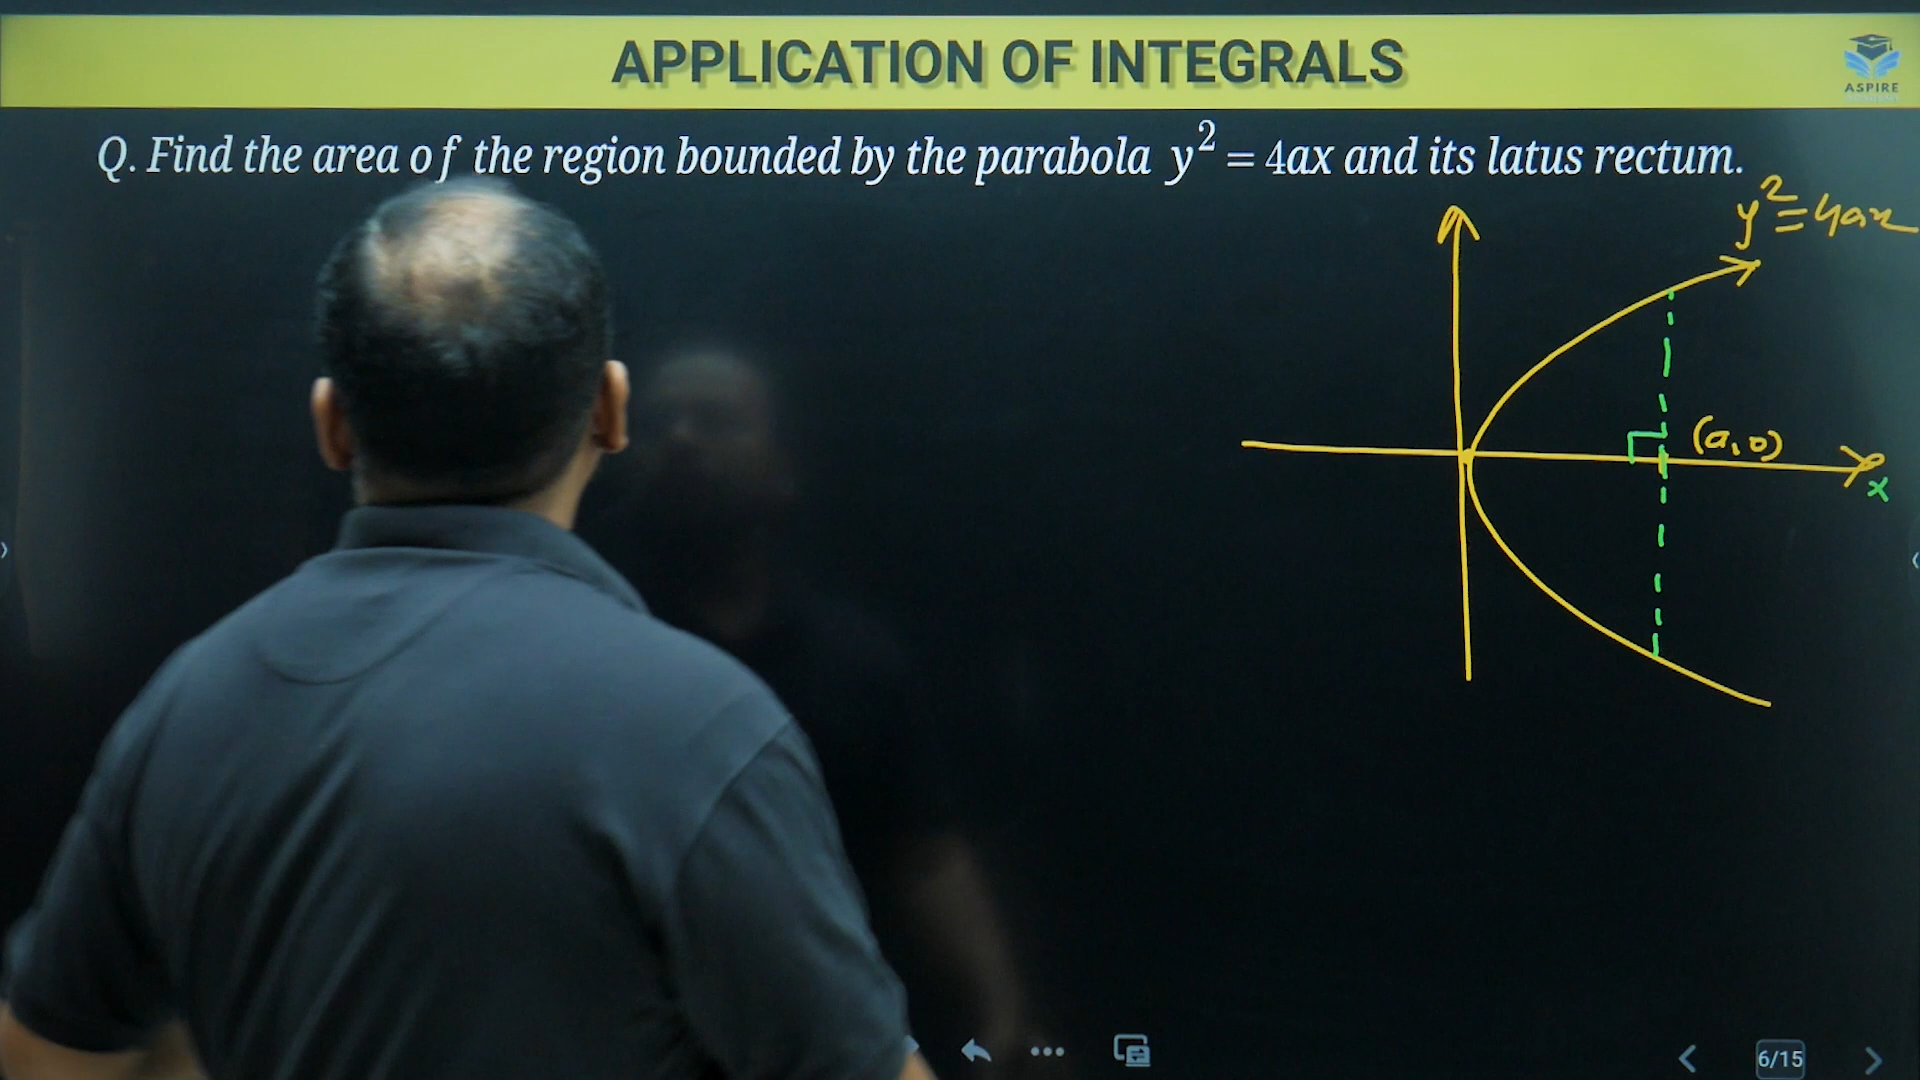 APPLICATION OF INTEGRALS
ASPIRE
Q. Find the area of the region bounded by the parabola y² = 4ax and its latus rectum.
y² = 4ax
(a, 0)
x
6/15